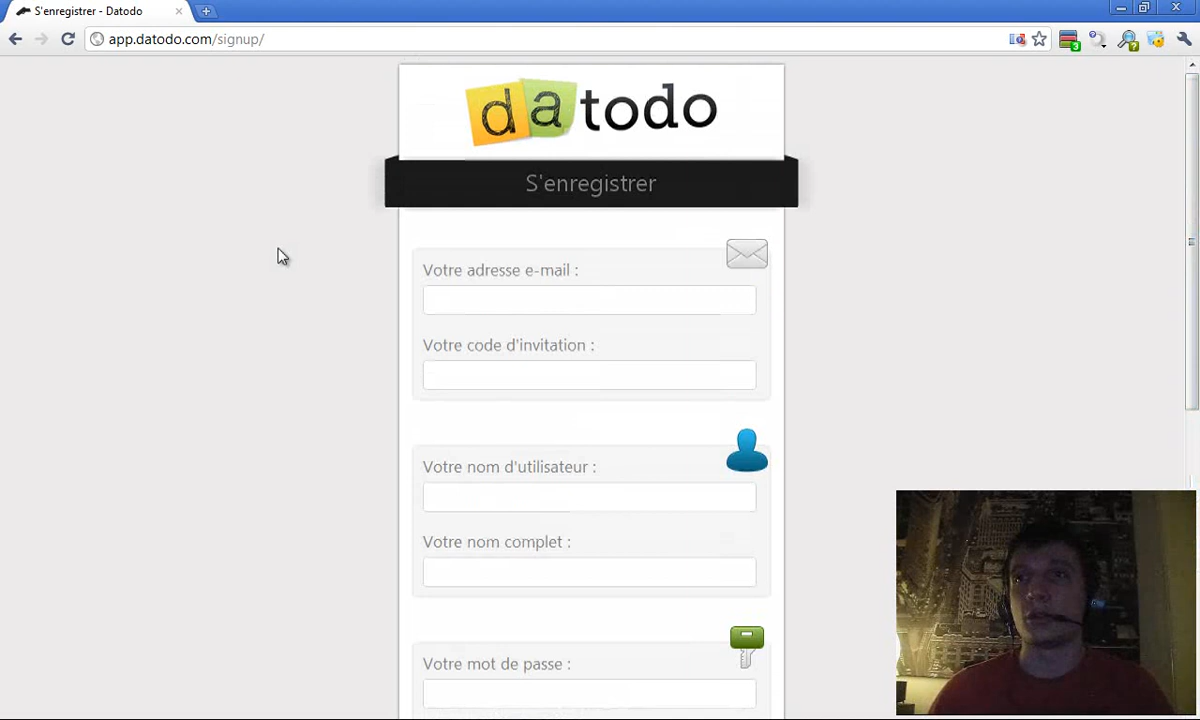 S'enregistrer - Datodo
app.datodo.com/signup/
3
?
datodo
S'enregistrer
Votre adresse e-mail :
Votre code d'invitation :
Votre nom d'utilisateur :
Votre nom complet :
Votre mot de passe :